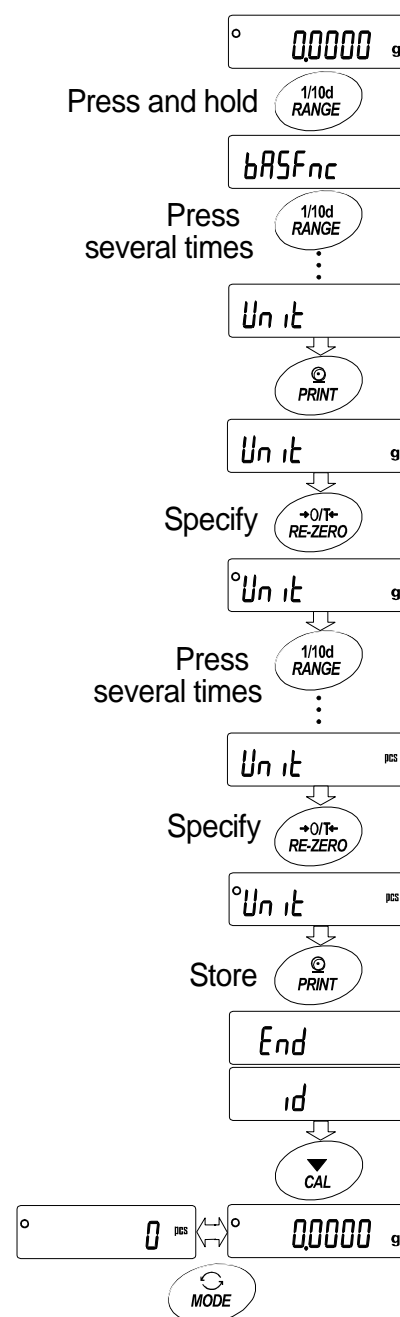 0.0000 g
Press and hold
1/10d
RANGE
bASFnc
Press
several times
1/10d
RANGE
Unit
PRINT
Unit g
Specify
→0/T←
RE-ZERO
Unit g
Press
several times
1/10d
RANGE
Unit pcs
Specify
→0/T←
RE-ZERO
Unit pcs
Store
PRINT
End
id
CAL
0 pcs
0.0000 g
MODE